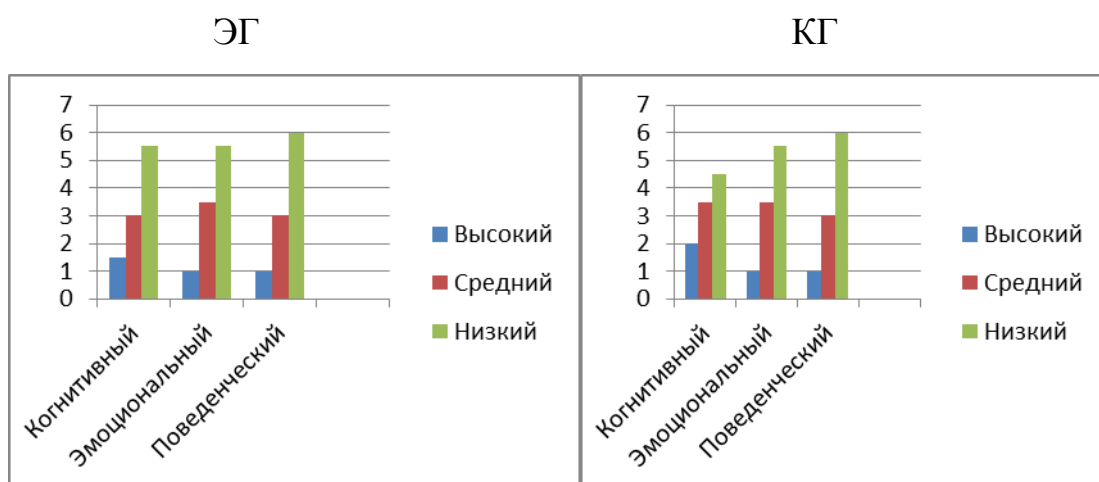 ЭГ
КГ
7
6
5
4
3
2
1
0
Когнитивный
Эмоциональный
Поведенческий
Высокий
Средний
Низкий
7
6
5
4
3
2
1
0
Когнитивный
Эмоциональный
Поведенческий
Высокий
Средний
Низкий